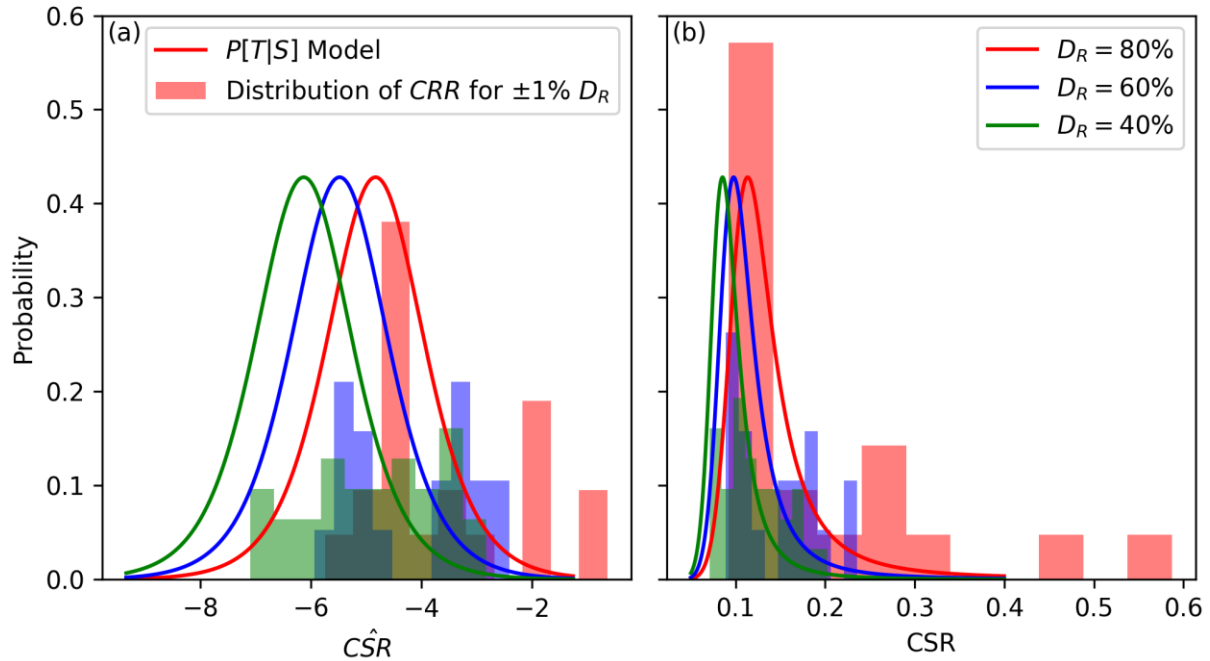 (a)
P[T|S] Model
Distribution of CRR for ±1% D_R
0.6
0.5
0.4
0.3
0.2
0.1
0.0
Probability
−8 −6 −4 −2
CŜR
(b)
D_R = 80%
D_R = 60%
D_R = 40%
0.1 0.2 0.3 0.4 0.5 0.6
CSR